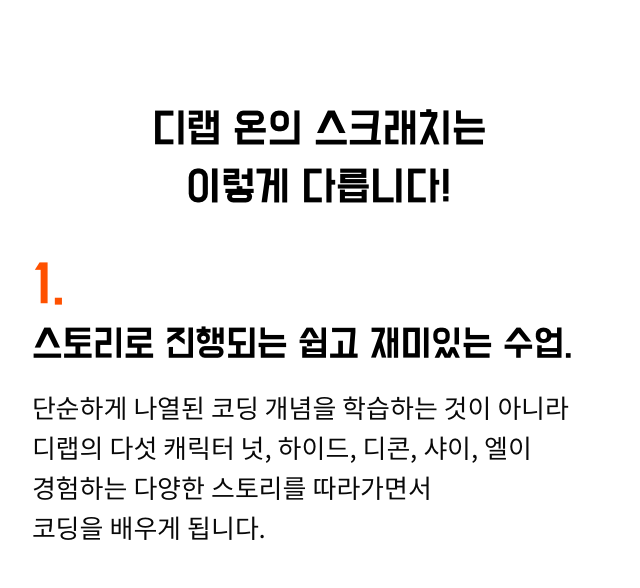 디랩 온의 스크래치는
이렇게 다릅니다!
1.
스토리로 진행되는 쉽고 재미있는 수업.
단순하게 나열된 코딩 개념을 학습하는 것이 아니라
디랩의 다섯 캐릭터 넛, 하이드, 디콘, 샤이, 엘이
경험하는 다양한 스토리를 따라가면서
코딩을 배우게 됩니다.